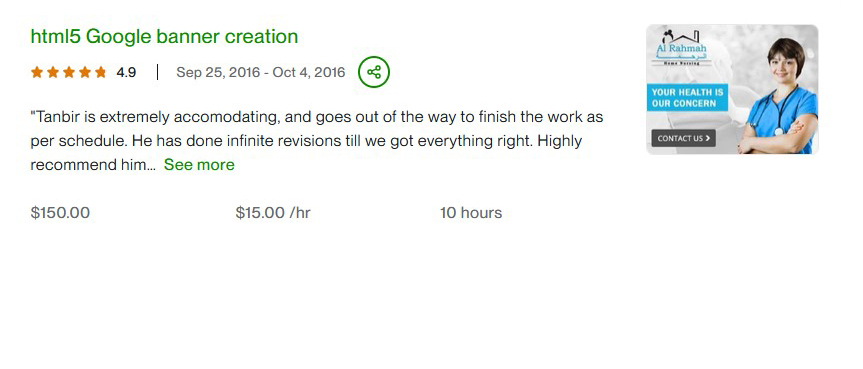 html5 Google banner creation
4.9 | Sep 25, 2016 - Oct 4, 2016
"Tanbir is extremely accomodating, and goes out of the way to finish the work as
per schedule. He has done infinite revisions till we got everything right. Highly
recommend him... See more
$150.00 $15.00 /hr 10 hours
Al Rahmah
الرحمة
Home Nursing
YOUR HEALTH IS
OUR CONCERN
CONTACT US >